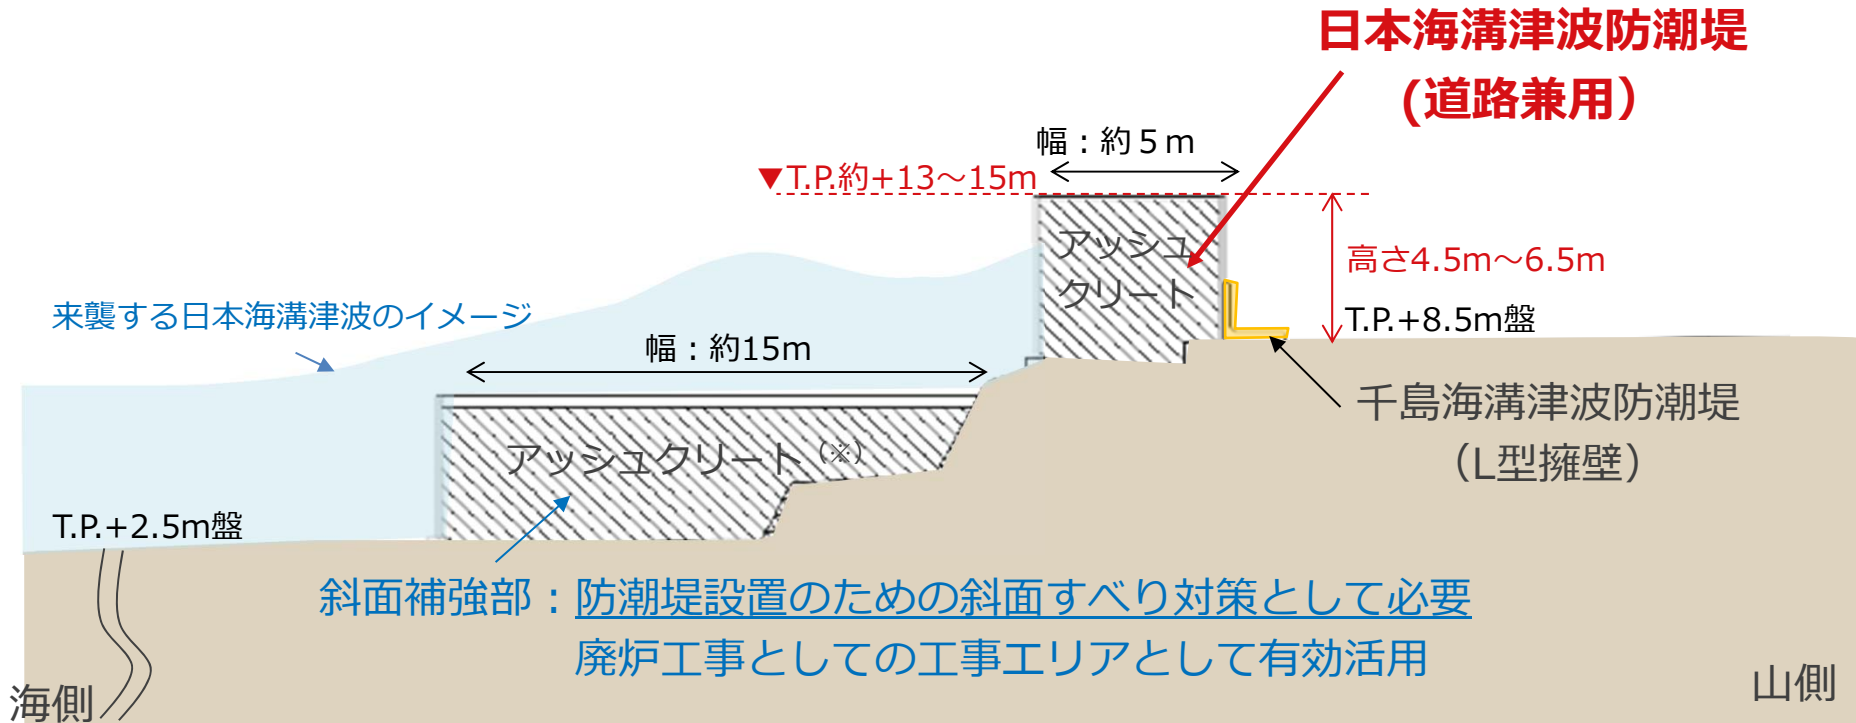 日本海溝津波防潮堤
(道路兼用）
幅：約５ｍ
▼T.P.約+13～15m
アッシュ
クリート
高さ4.5m～6.5m
T.P.+8.5m盤
来襲する日本海溝津波のイメージ
幅：約15m
千島海溝津波防潮堤
（L型擁壁）
アッシュクリート（※）
T.P.+2.5m盤
斜面補強部：防潮堤設置のための斜面すべり対策として必要
廃炉工事としての工事エリアとして有効活用
海側
山側